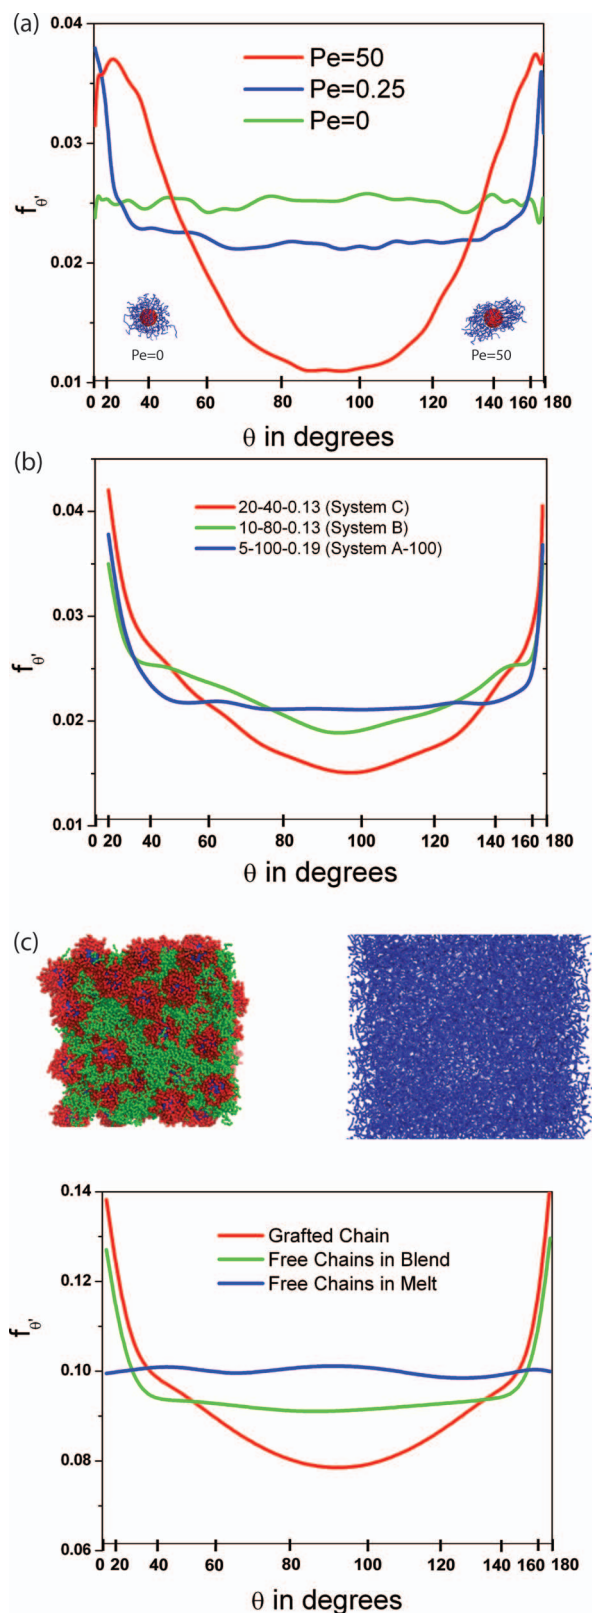 (a)
0.04
0.03
0.02
0.01
f_θ'
Pe=50
Pe=0.25
Pe=0
Pe=0
Pe=50
0 20 40 60 80 100 120 140 160 180
θ in degrees
(b)
0.04
0.03
0.02
0.01
f_θ'
20-40-0.13 (System C)
10-80-0.13 (System B)
5-100-0.19 (System A-100)
0 20 40 60 80 100 120 140 160 180
θ in degrees
(c)
0.14
0.12
0.10
0.08
0.06
f_θ'
Grafted Chain
Free Chains in Blend
Free Chains in Melt
0 20 40 60 80 100 120 140 160 180
θ in degrees